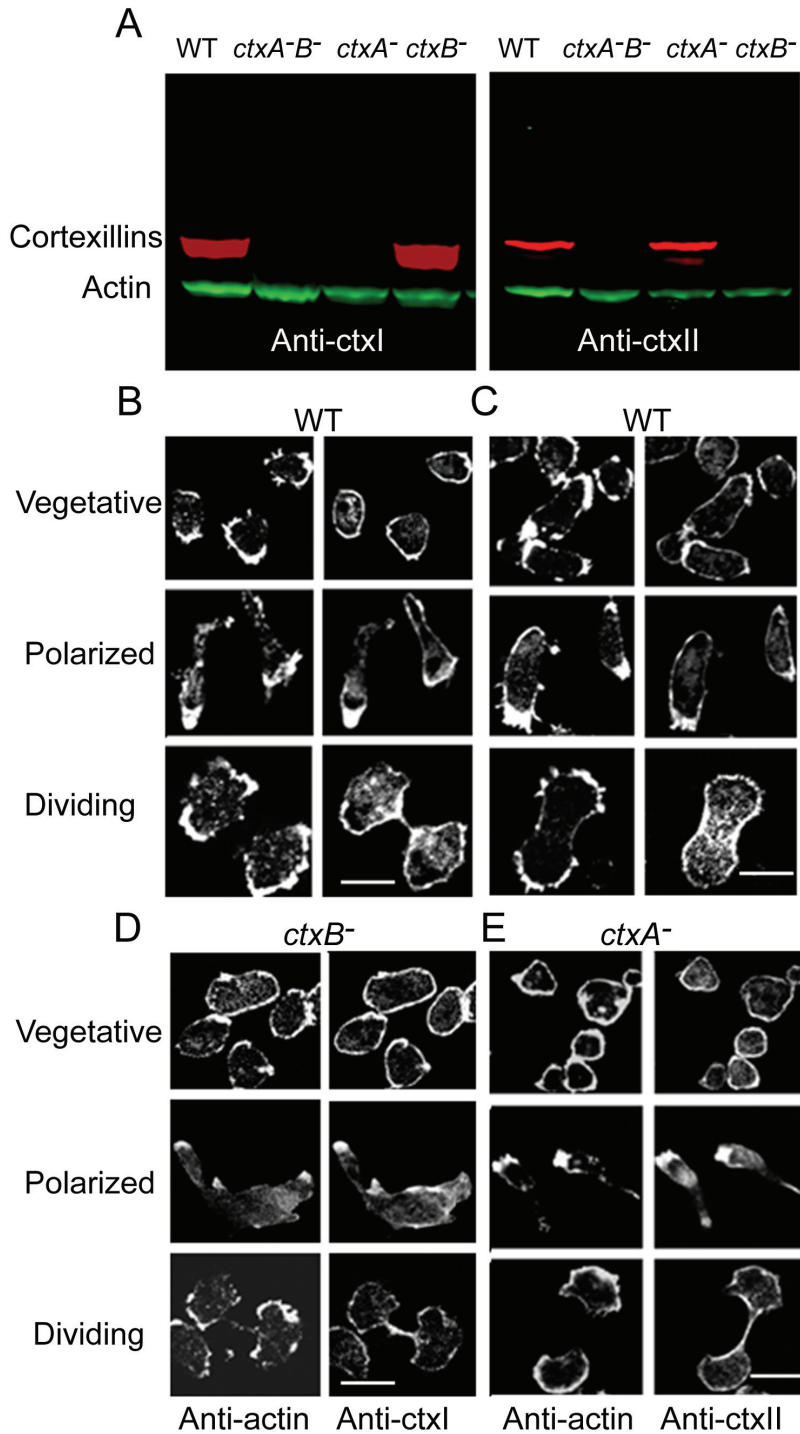 A
WT ctxA-B- ctxA- ctxB- WT ctxA-B- ctxA- ctxB-
Cortexillins
Actin
Anti-ctxI Anti-ctxII
B C
WT WT
Vegetative
Polarized
Dividing
D ctxB- E ctxA-
Vegetative
Polarized
Dividing
Anti-actin Anti-ctxI Anti-actin Anti-ctxII